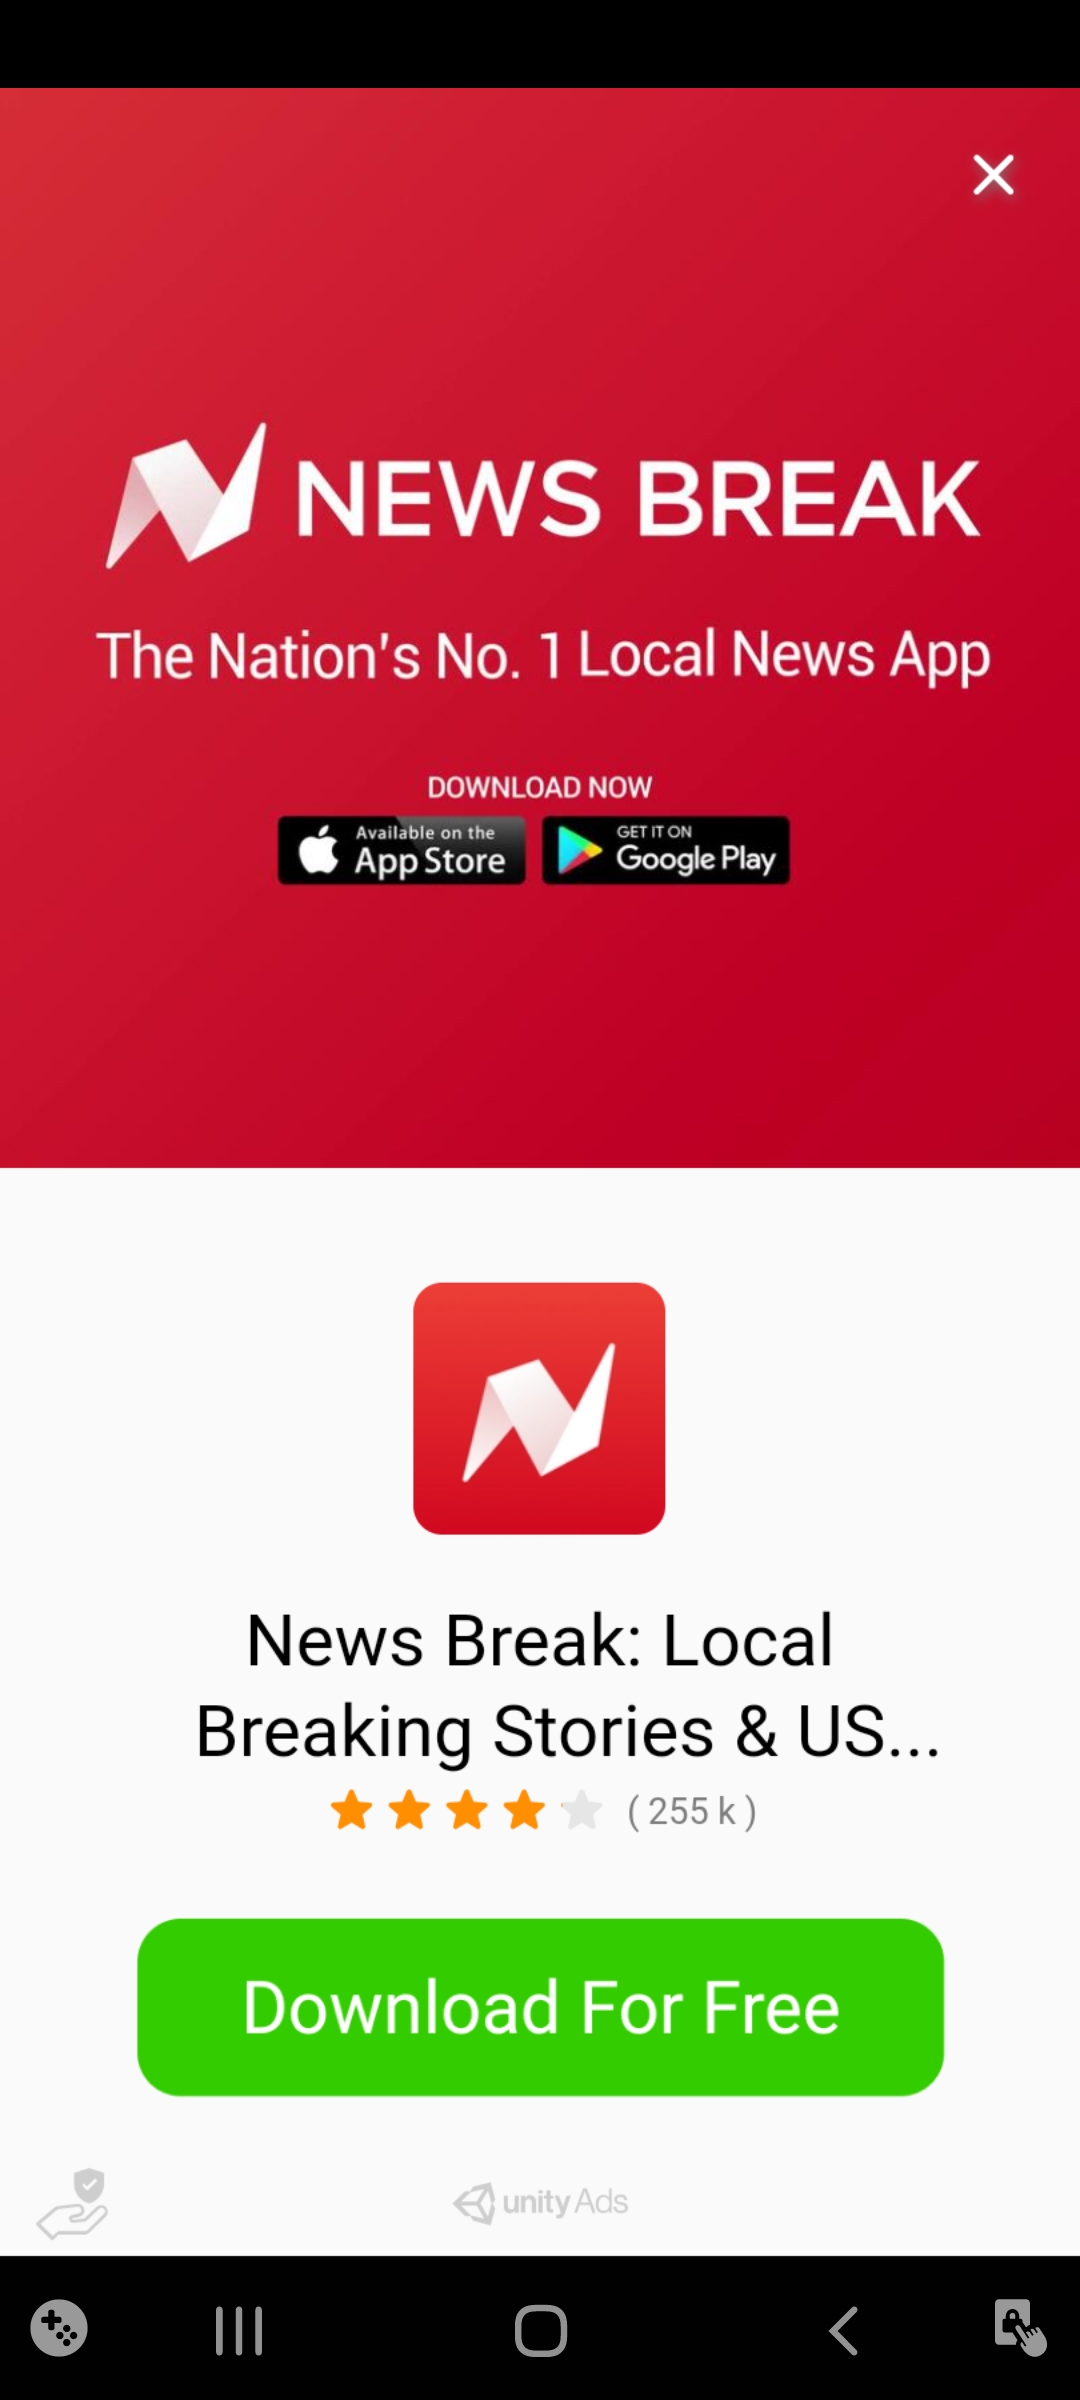 NEWS BREAK
The Nation's No. 1 Local News App
DOWNLOAD NOW
Available on the
App Store
GET IT ON
Google Play
News Break: Local
Breaking Stories & US...
( 255 k )
Download For Free
unity Ads